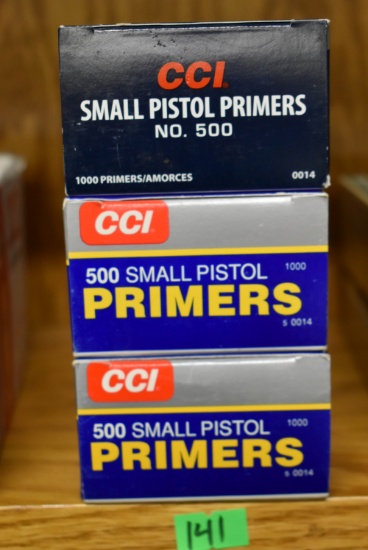 CCI
SMALL PISTOL PRIMERS
NO. 500
1000 PRIMERS/AMORCES 0014
CCI
500 SMALL PISTOL 1000
PRIMERS
s 0014
CCI
500 SMALL PISTOL 1000
PRIMERS
s 0014
141